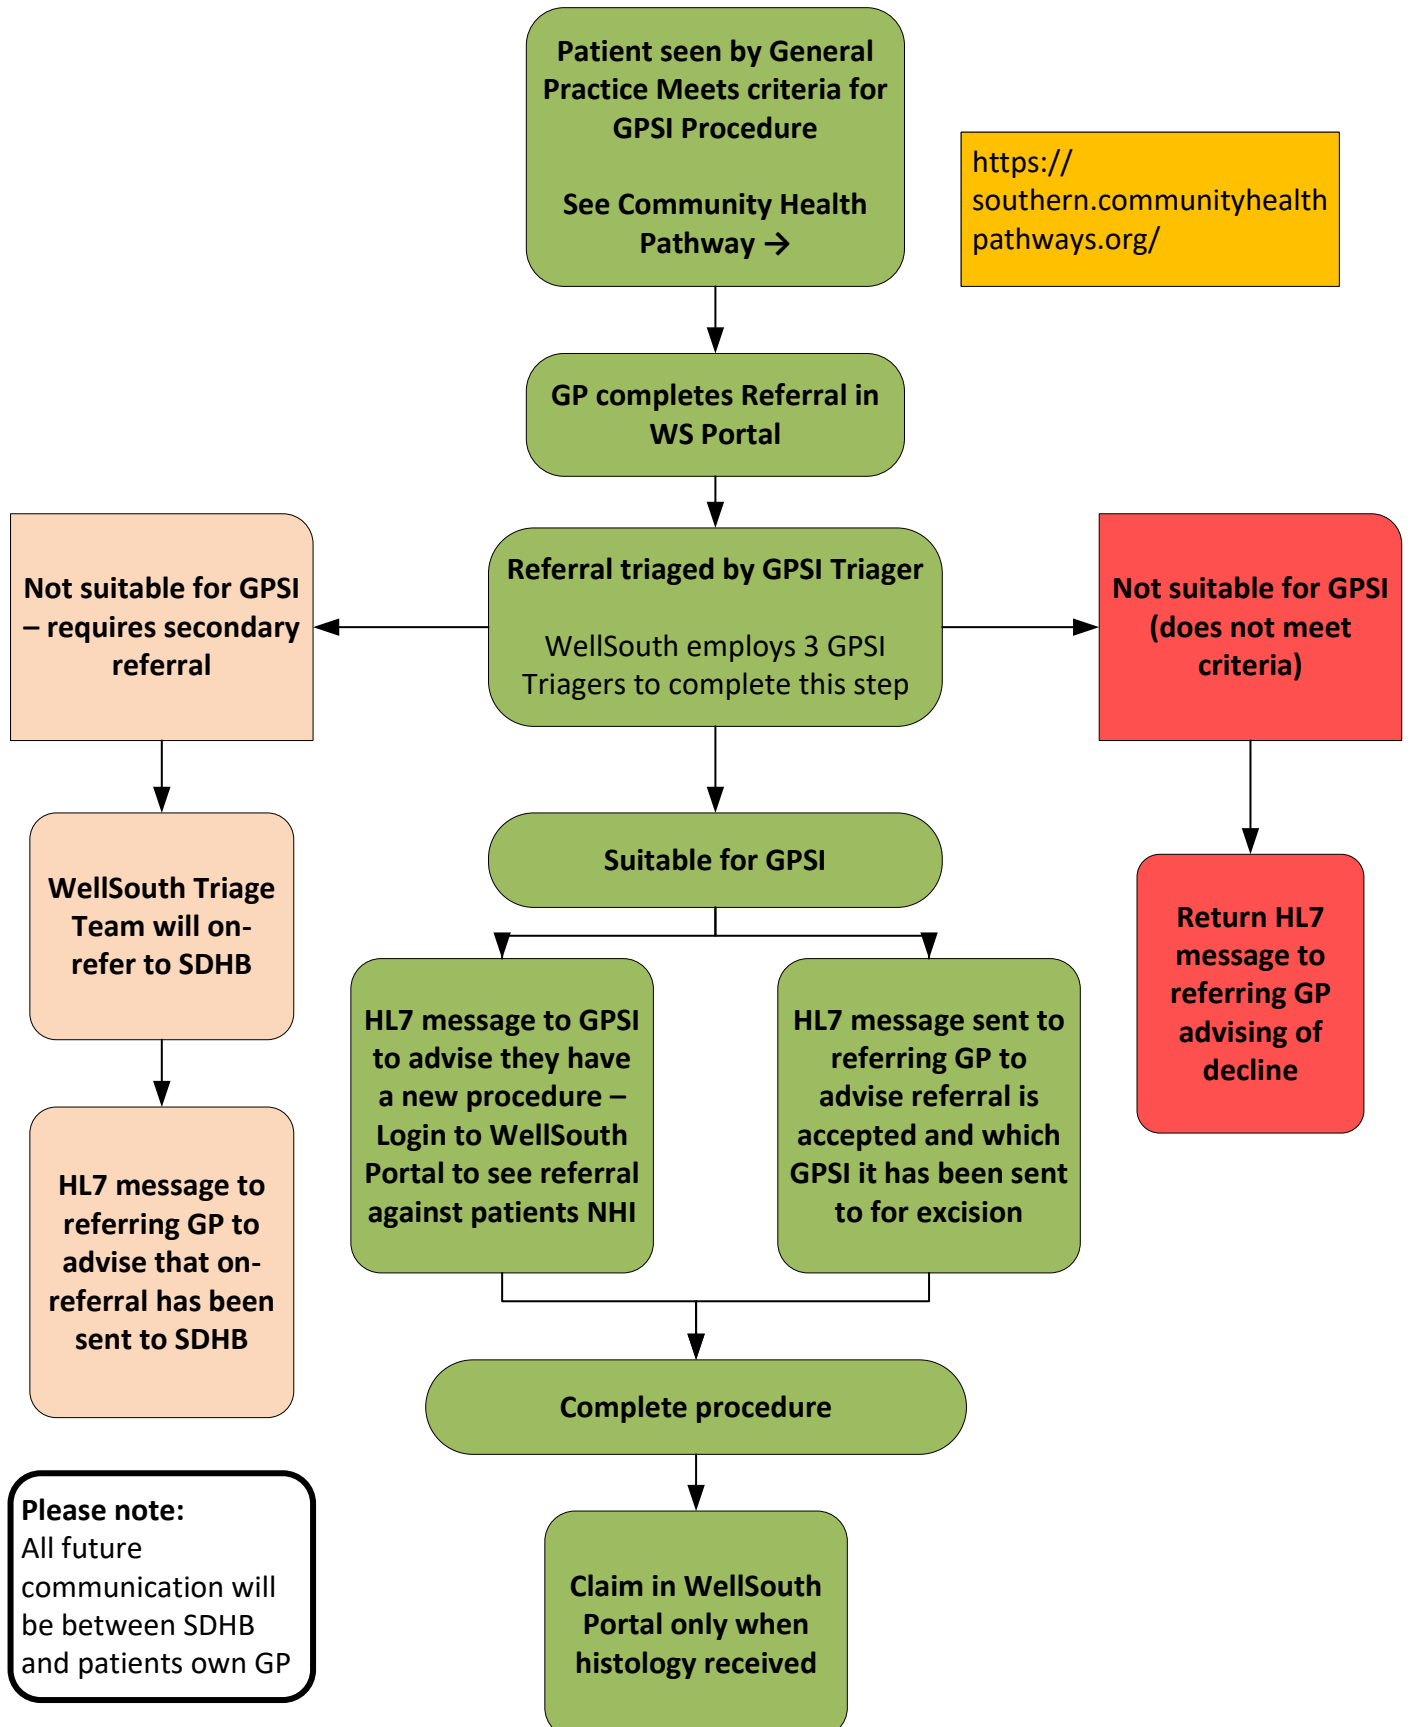 Patient seen by General
Practice Meets criteria for
GPSI Procedure
See Community Health
Pathway →
https://
southern.communityhealth
pathways.org/
GP completes Referral in
WS Portal
Referral triaged by GPSI Triager
WellSouth employs 3 GPSI
Triagers to complete this step
Not suitable for GPSI
– requires secondary
referral
Not suitable for GPSI
(does not meet
criteria)
WellSouth Triage
Team will on-
refer to SDHB
Suitable for GPSI
Return HL7
message to
referring GP
advising of
decline
HL7 message to GPSI
to advise they have
a new procedure –
Login to WellSouth
Portal to see referral
against patients NHI
HL7 message sent to
referring GP to
advise referral is
accepted and which
GPSI it has been sent
to for excision
HL7 message to
referring GP to
advise that on-
referral has been
sent to SDHB
Complete procedure
Please note:
All future
communication will
be between SDHB
and patients own GP
Claim in WellSouth
Portal only when
histology received